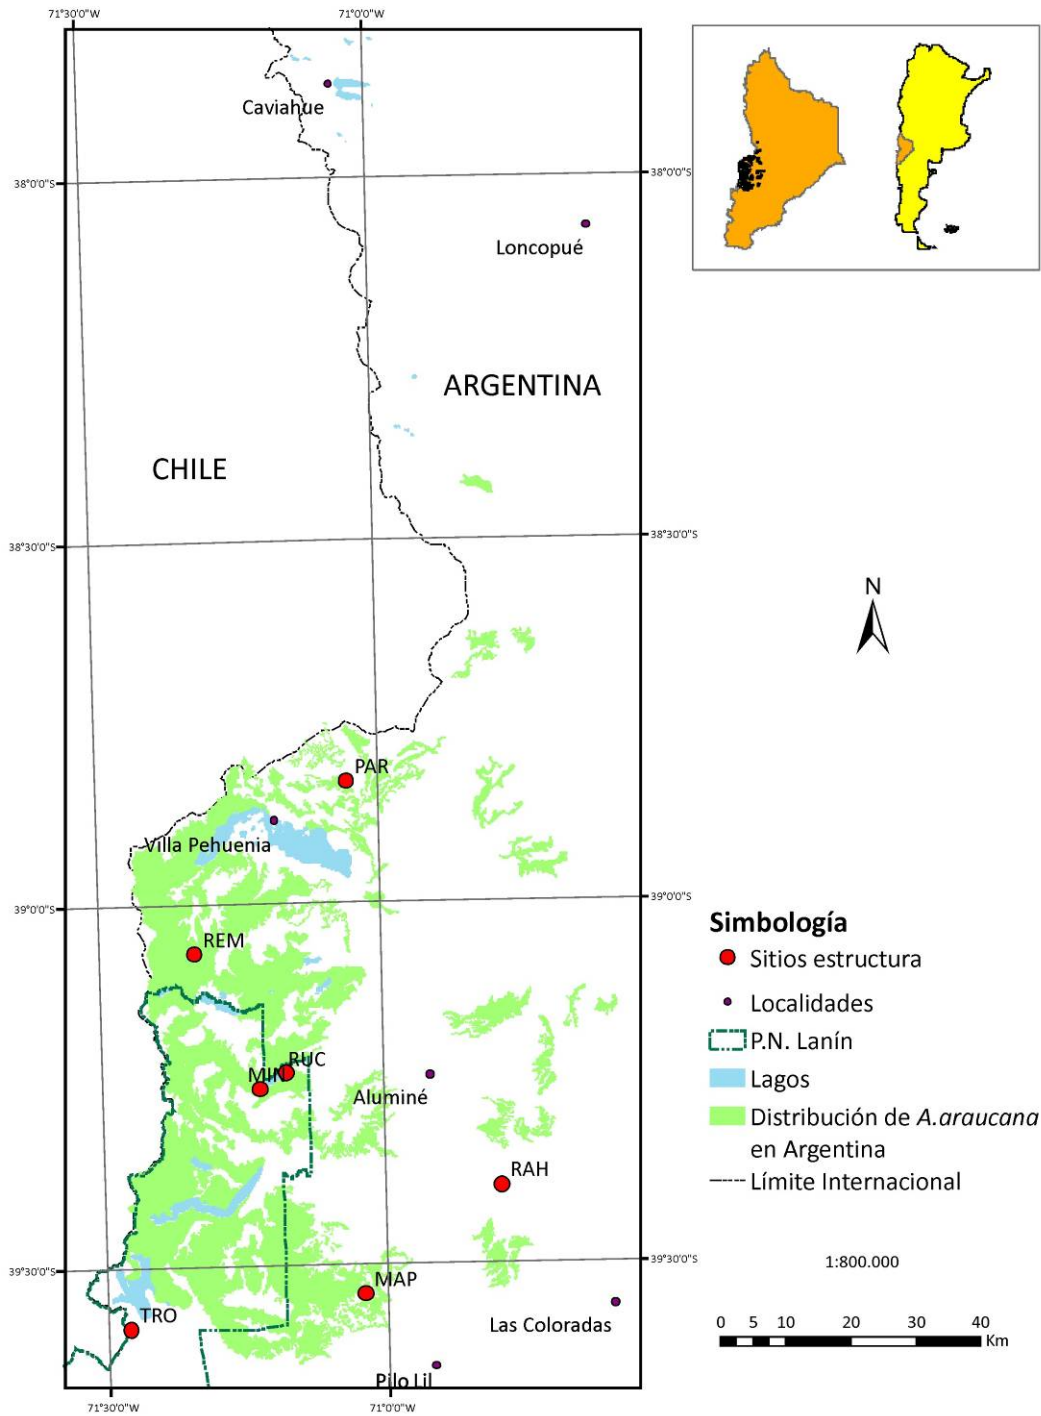 71°30'0"W
71°0'0"W
Caviahue
38°0'0"S
38°0'0"S
Loncopué
ARGENTINA
CHILE
38°30'0"S
38°30'0"S
N
PAR
Villa Pehuenia
39°0'0"S
39°0'0"S
REM
RUC
MIN
Aluminé
RAH
39°30'0"S
39°30'0"S
MAP
TRO
Las Coloradas
Pilo Lil
71°30'0"W
71°0'0"W
Simbología
Sitios estructura
Localidades
P.N. Lanín
Lagos
Distribución de A.araucana
en Argentina
Límite Internacional
1:800.000
0 5 10 20 30 40
Km